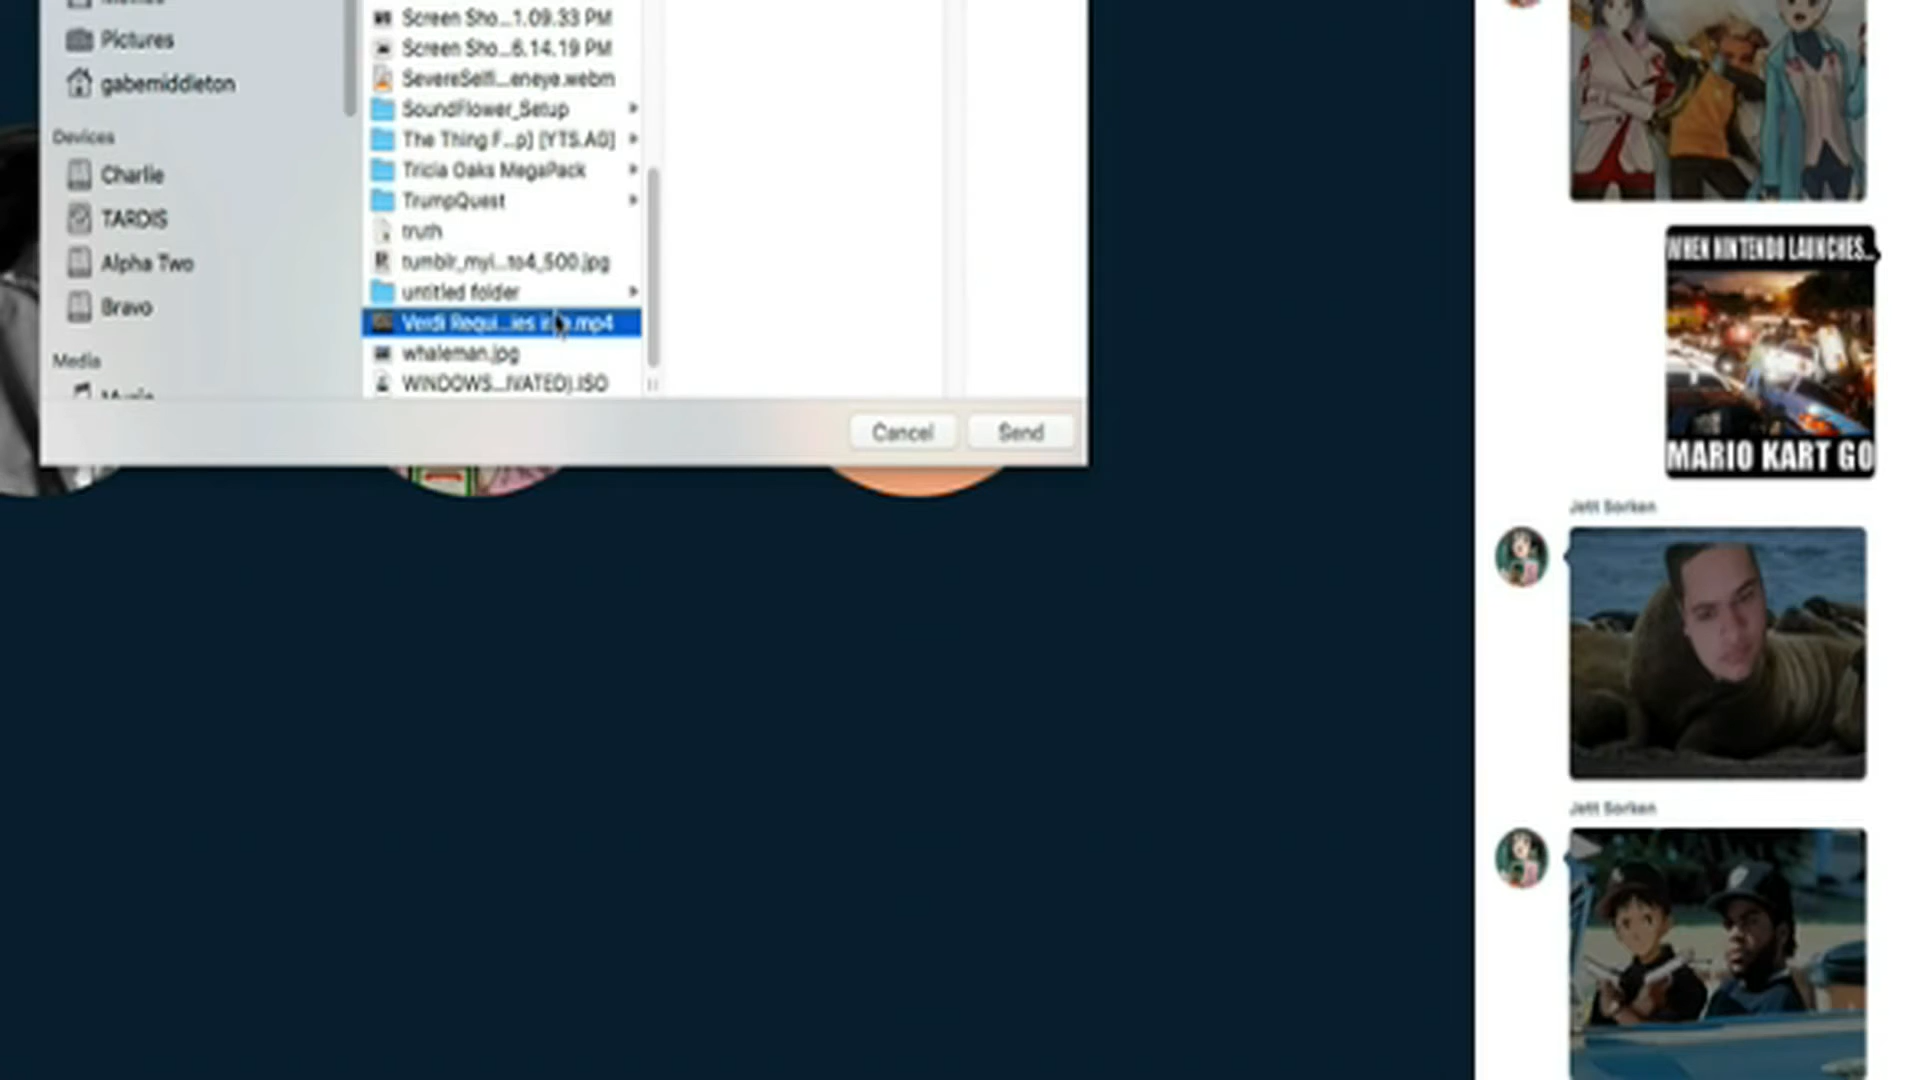 Pictures
gabemiddleton
Devices
Charlie
TARDIS
Alpha Two
Bravo
Media
Music
Screen Sho...1.09.33 PM
Screen Sho...6.14.19 PM
SevereSelfi...eneye.webm
SoundFlower_Setup
The Thing F...p] [YTS.AG]
Tricia Oaks MegaPack
TrumpQuest
truth
tumblr_myi...to4_500.jpg
untitled folder
Verdi Requi...ies .mp4
whaleman.jpg
WINDOWS...IVATED).ISO
Cancel
Send
WHEN NINTENDO LAUNCHES...
MARIO KART GO
Jett Sorken
Jett Sorken